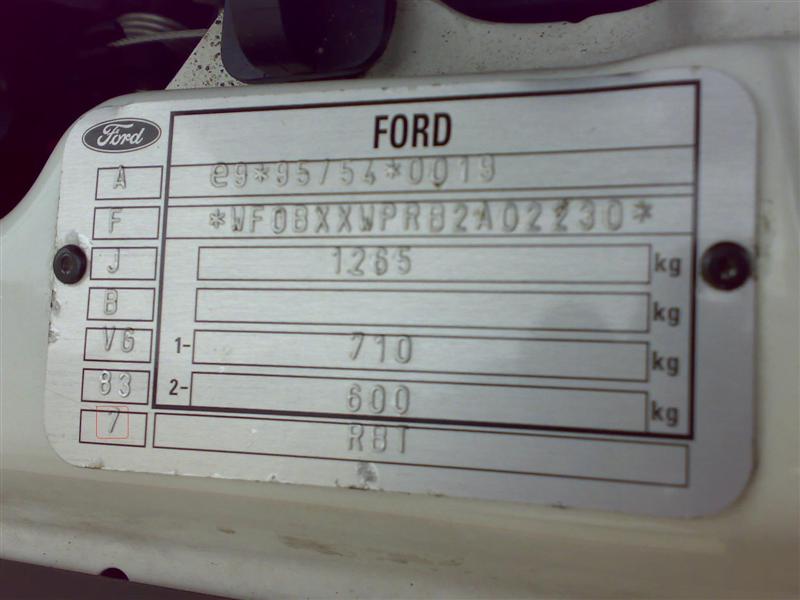 FORD
Ford
A e9*95/54*0019
F *WF0BXXWPRB2A02230*
J 1265 kg
B kg
VG 1- 710 kg
83 2- 600 kg
7 RBT